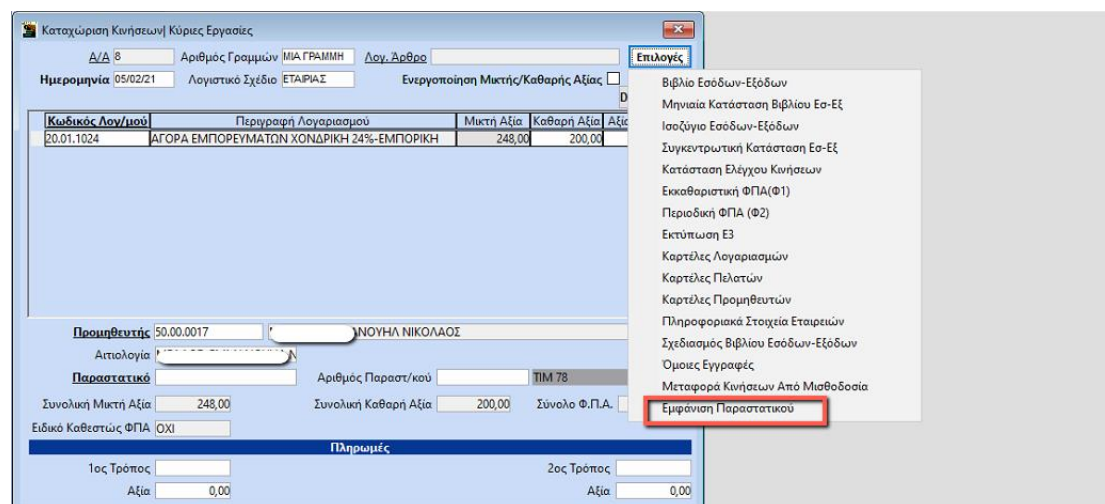 Καταχώριση Κινήσεων| Κύριες Εργασίες
Α/Α 8 Αριθμός Γραμμών ΜΙΑ ΓΡΑΜΜΗ Λογ. Άρθρο Επιλογές
Ημερομηνία 05/02/21 Λογιστικό Σχέδιο ΕΤΑΙΡΙΑΣ Ενεργοποίηση Μικτής/Καθαρής Αξίας
D
Κωδικός Λογ/μού Περιγραφή Λογαριασμού Μικτή Αξία Καθαρή Αξία
20.01.1024 ΑΓΟΡΑ ΕΜΠΟΡΕΥΜΑΤΩΝ ΧΟΝΔΡΙΚΗ 24%-ΕΜΠΟΡΙΚΗ 248,00 200,00
Βιβλίο Εσόδων-Εξόδων
Μηνιαία Κατάσταση Βιβλίου Εσ-Εξ
Ισοζύγιο Εσόδων-Εξόδων
Συγκεντρωτική Κατάσταση Εσ-Εξ
Κατάσταση Ελέγχου Κινήσεων
Εκκαθαριστική ΦΠΑ(Φ1)
Περιοδική ΦΠΑ (Φ2)
Εκτύπωση Ε3
Καρτέλες Λογαριασμών
Καρτέλες Πελατών
Καρτέλες Προμηθευτών
Πληροφοριακά Στοιχεία Εταιρειών
Σχεδιασμός Βιβλίου Εσόδων-Εξόδων
Όμοιες Εγγραφές
Μεταφορά Κινήσεων Από Μισθοδοσία
Εμφάνιση Παραστατικού
Προμηθευτής 50.00.0017 ΝΙΚΟΛΑΟΣ
Αιτιολογία
Παραστατικό Αριθμός Παραστ/κού ΤΙΜ 78
Συνολική Μικτή Αξία 248,00 Συνολική Καθαρή Αξία 200,00 Σύνολο Φ.Π.Α.
Ειδικό Καθεστώς ΦΠΑ ΟΧΙ
Πληρωμές
1ος Τρόπος 2ος Τρόπος
Αξία 0,00 Αξία 0,00